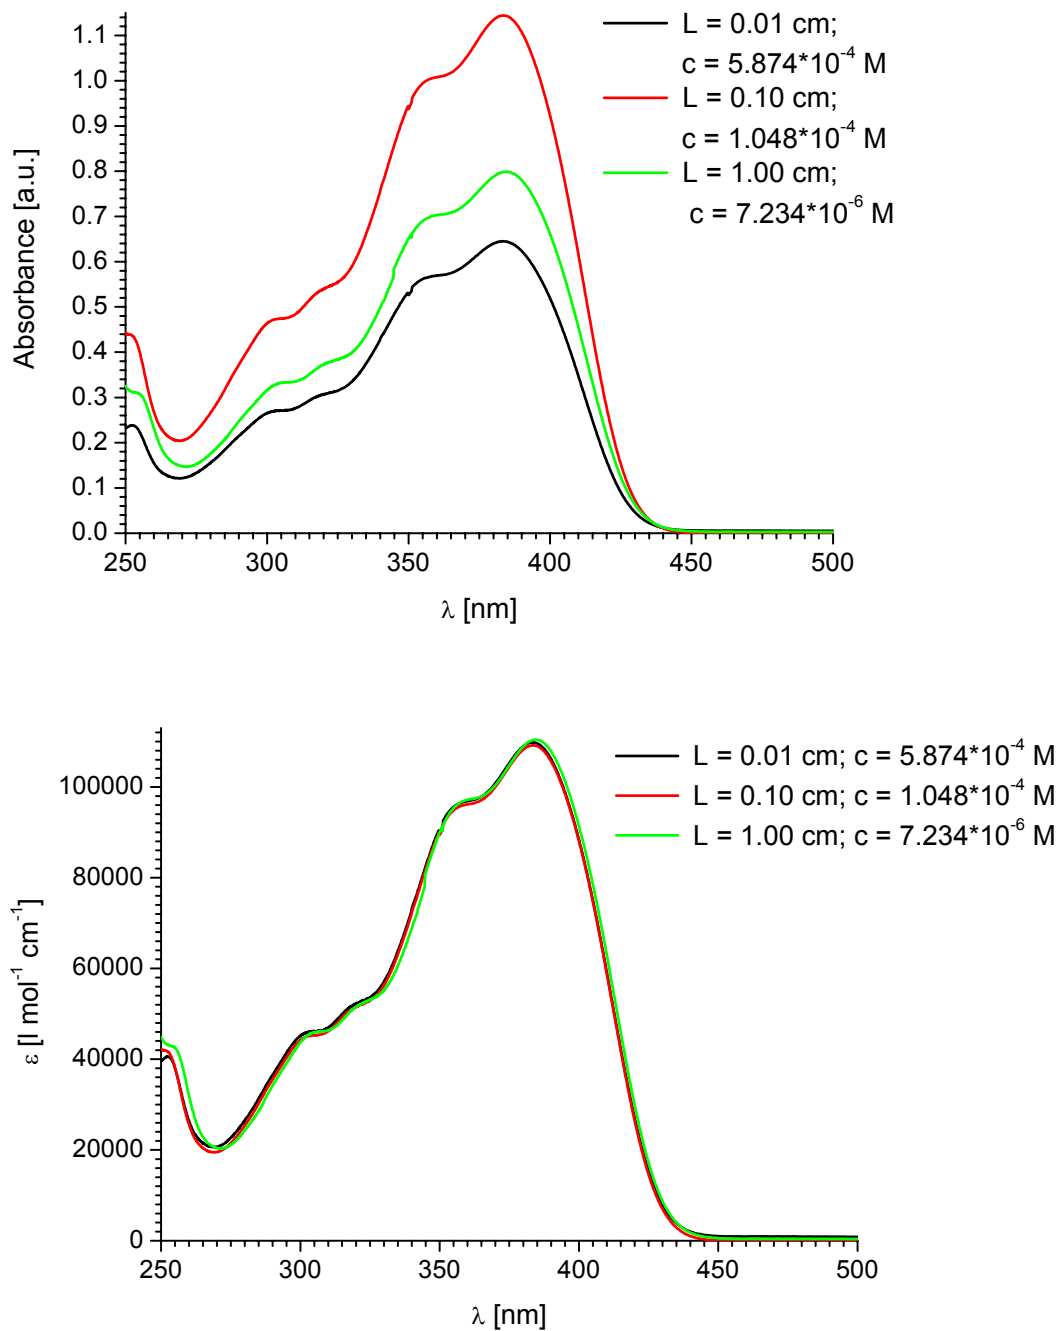 L = 0.01 cm;
c = 5.874*10⁻⁴ M
L = 0.10 cm;
c = 1.048*10⁻⁴ M
L = 1.00 cm;
c = 7.234*10⁻⁶ M
Absorbance [a.u.]
1.1
1.0
0.9
0.8
0.7
0.6
0.5
0.4
0.3
0.2
0.1
0.0
250 300 350 400 450 500
λ [nm]
L = 0.01 cm; c = 5.874*10⁻⁴ M
L = 0.10 cm; c = 1.048*10⁻⁴ M
L = 1.00 cm; c = 7.234*10⁻⁶ M
ε [l mol⁻¹ cm⁻¹]
100000
80000
60000
40000
20000
0
250 300 350 400 450 500
λ [nm]